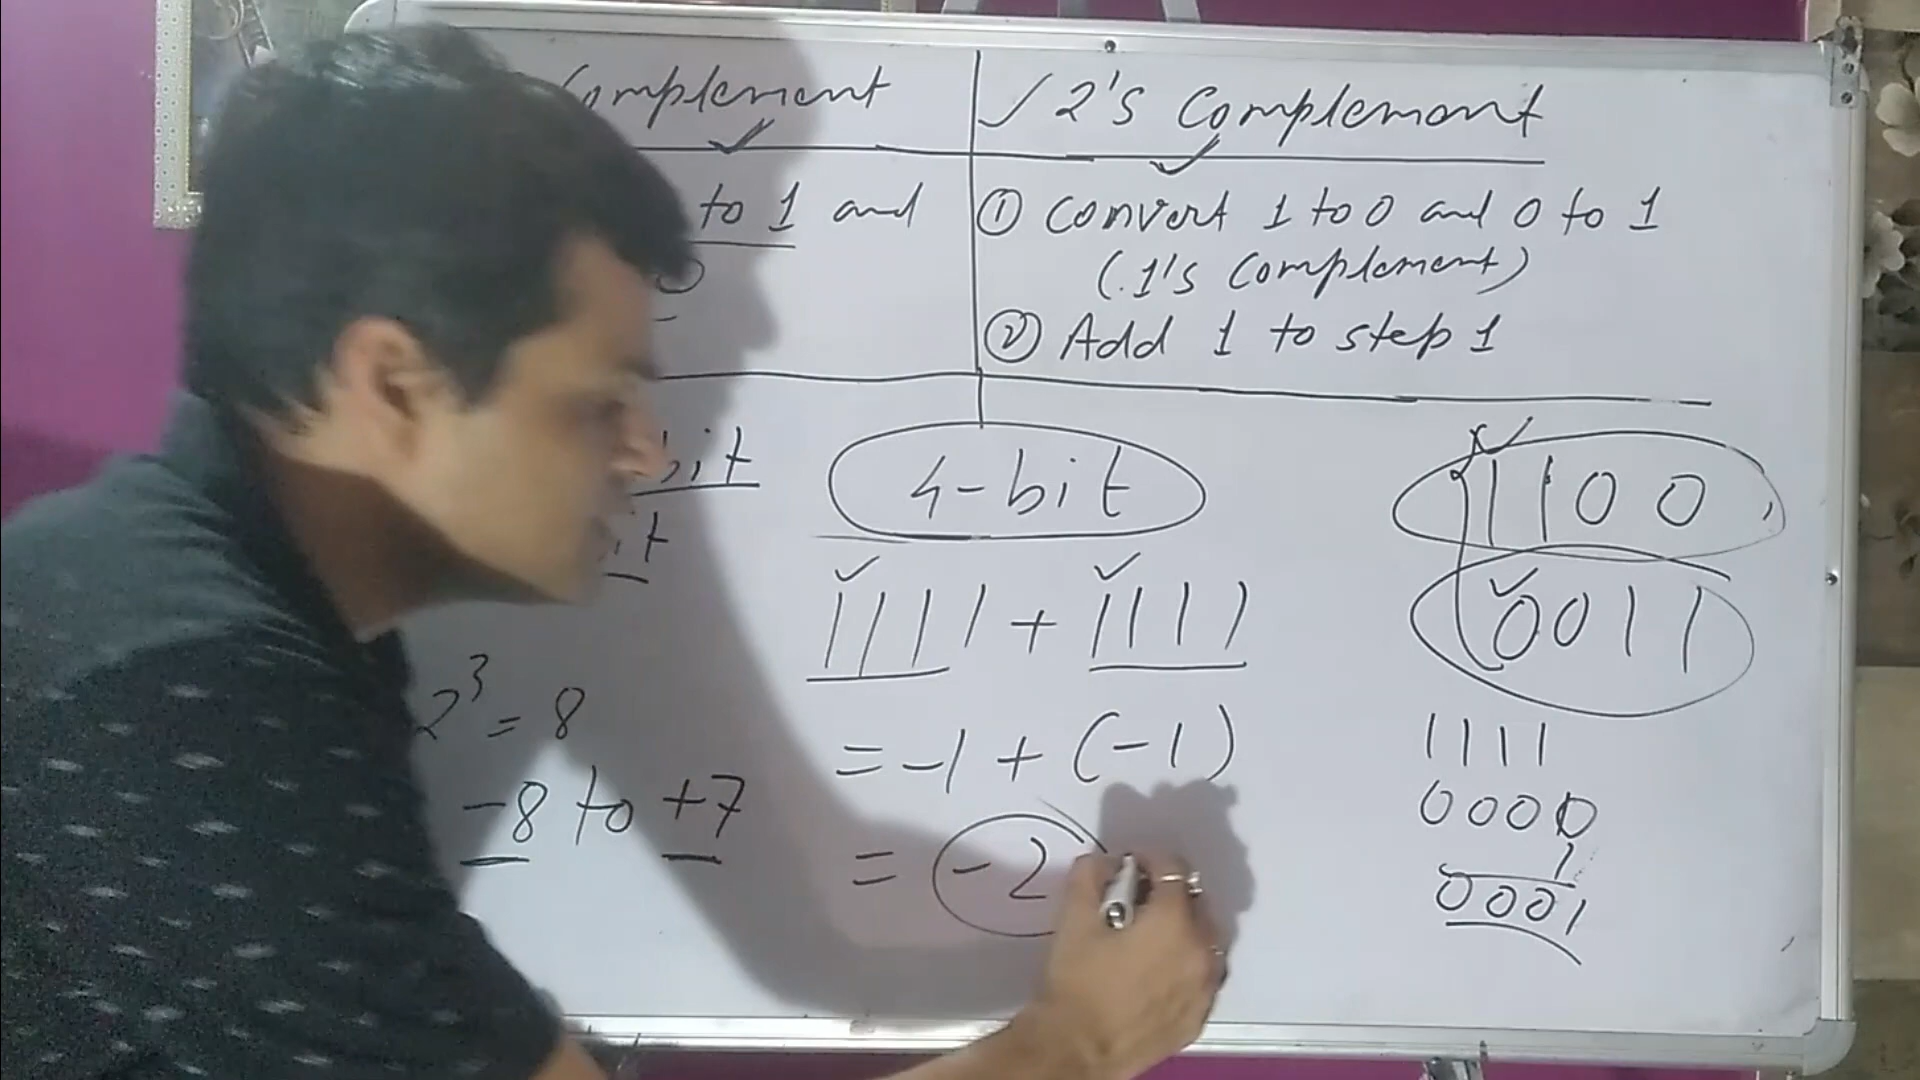 Complement
to 1 and
✓ 2's Complement
① Convert 1 to 0 and 0 to 1
(1's Complement)
② Add 1 to step 1
bit
it
2³ = 8
-8 to +7
4-bit
1111 + 1111
= -1 + (-1)
= -2
1100
0011
1111
0000
1
0001